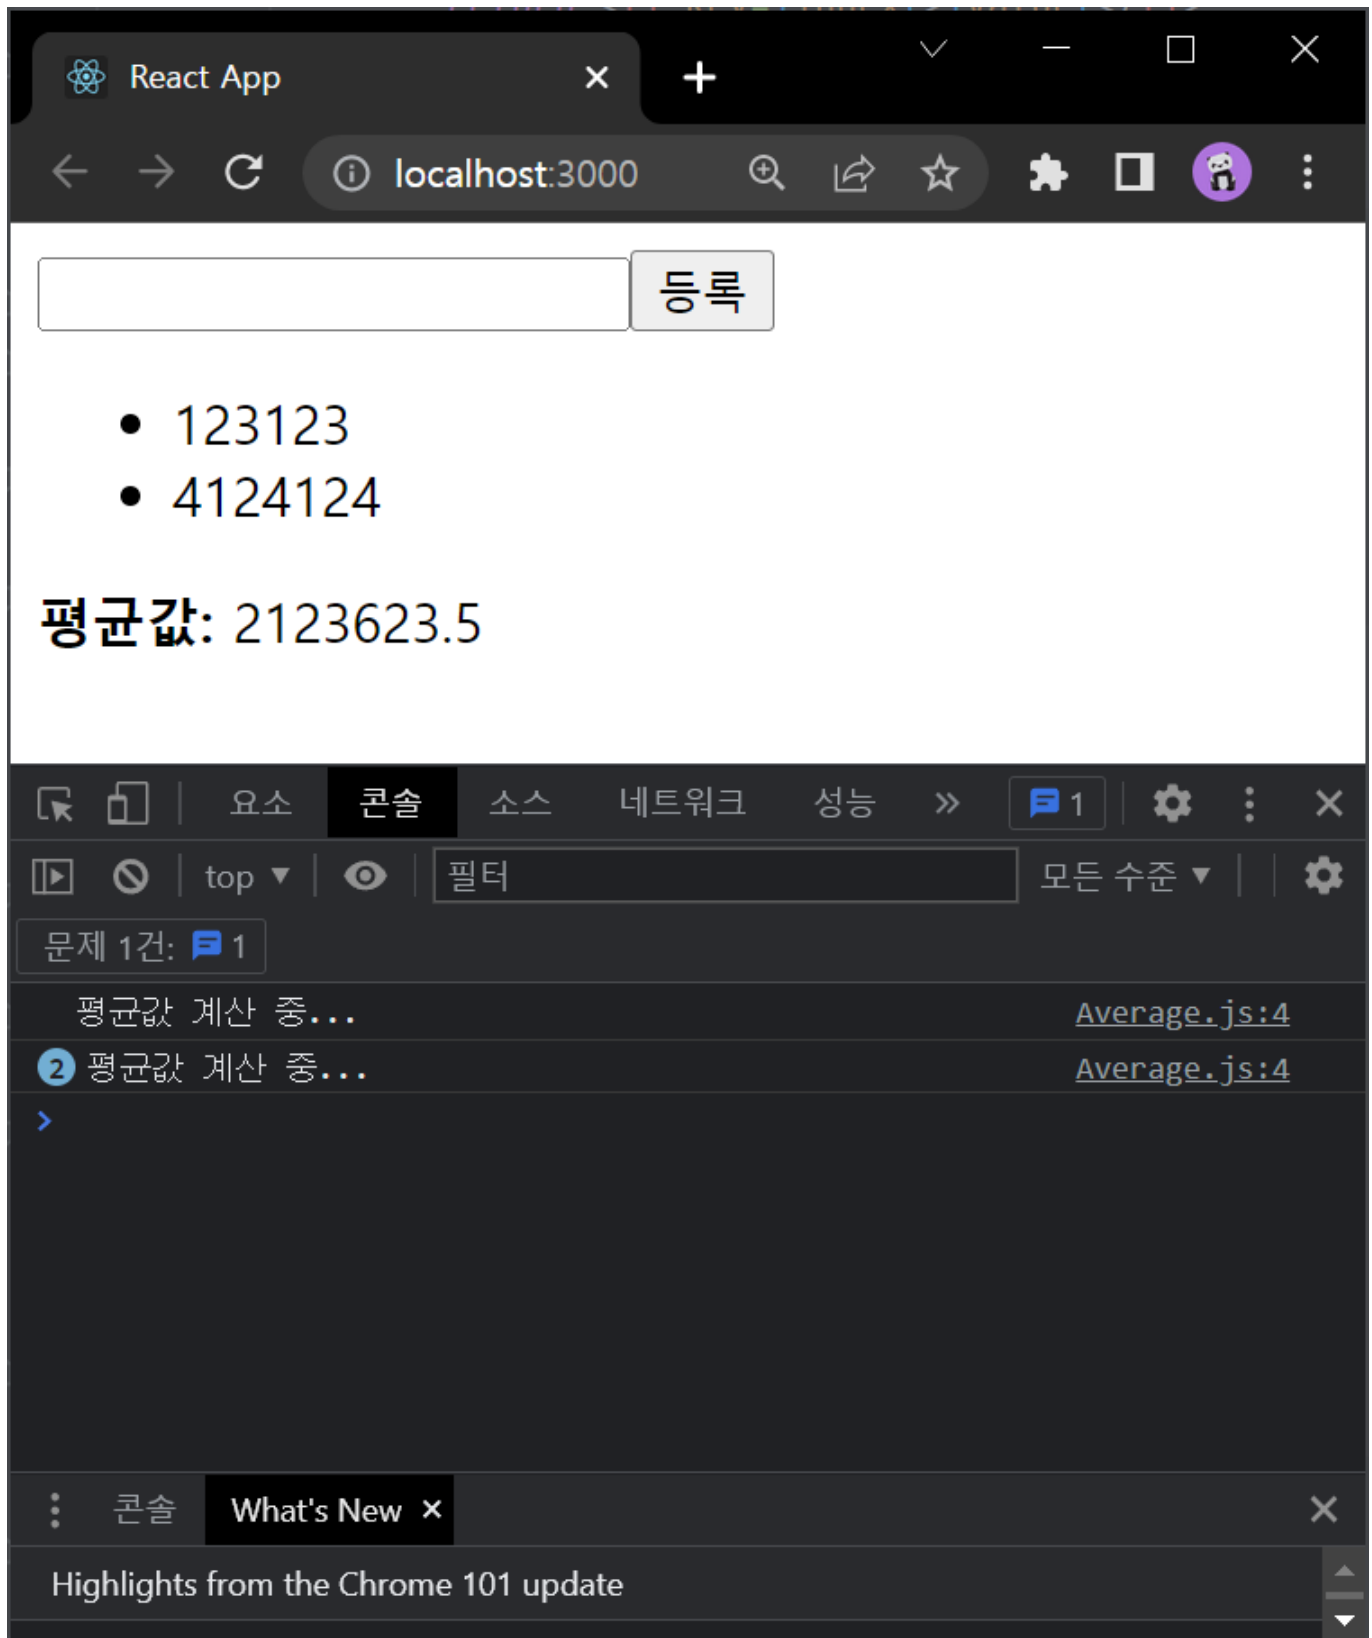 React App
localhost:3000
등록
123123
4124124
평균값: 2123623.5
요소 콘솔 소스 네트워크 성능 » 1
top ▼ 필터 모든 수준 ▼
문제 1건: 1
평균값 계산 중... Average.js:4
2 평균값 계산 중... Average.js:4
>
콘솔 What's New
Highlights from the Chrome 101 update